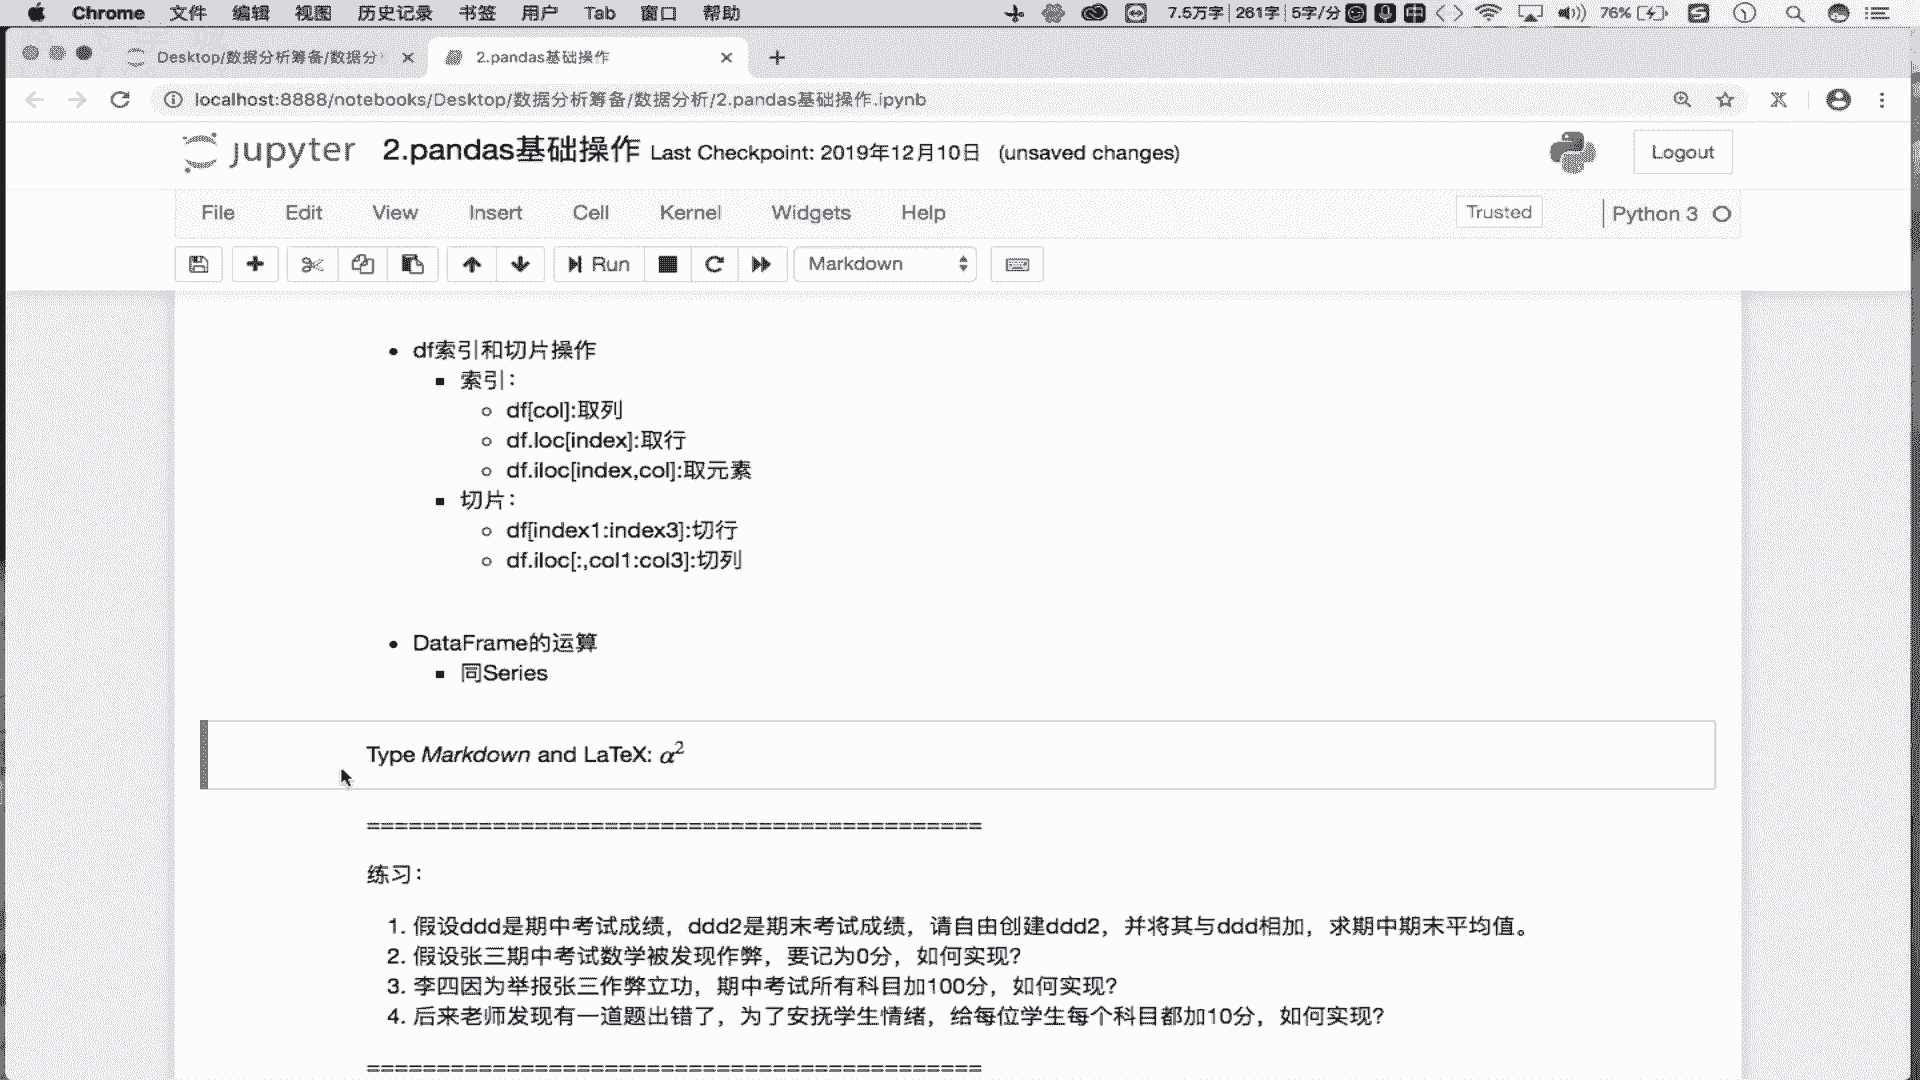 Chrome 文件 编辑 视图 历史记录 书签 用户 Tab 窗口 帮助 7.5万字 261字 5字/分 76%
Desktop/数据分析筹备/数据分 2.pandas基础操作
localhost:8888/notebooks/Desktop/数据分析筹备/数据分析/2.pandas基础操作.ipynb
jupyter 2.pandas基础操作 Last Checkpoint: 2019年12月10日 (unsaved changes) Logout
File Edit View Insert Cell Kernel Widgets Help Trusted Python 3
Run Markdown
df索引和切片操作
索引：
df[col]:取列
df.loc[index]:取行
df.iloc[index,col]:取元素
切片：
df[index1:index3]:切行
df.iloc[:,col1:col3]:切列
DataFrame的运算
同Series
Type Markdown and LaTeX: α²
============================================
练习：
1. 假设ddd是期中考试成绩，ddd2是期末考试成绩，请自由创建ddd2，并将其与ddd相加，求期中期末平均值。
2. 假设张三期中考试数学被发现作弊，要记为0分，如何实现？
3. 李四因为举报张三作弊立功，期中考试所有科目加100分，如何实现？
4. 后来老师发现有一道题出错了，为了安抚学生情绪，给每位学生每个科目都加10分，如何实现？
============================================